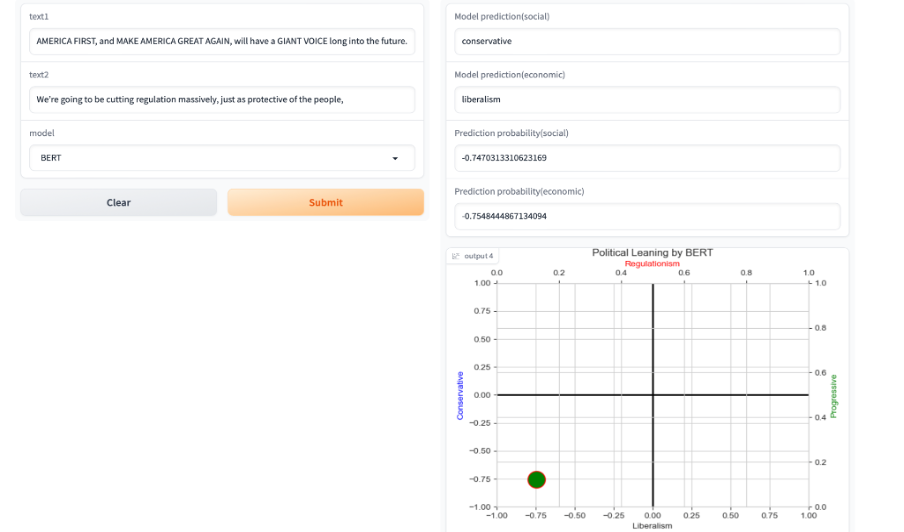 text1
AMERICA FIRST, and MAKE AMERICA GREAT AGAIN, will have a GIANT VOICE long into the future.
text2
We're going to be cutting regulation massively, just as protective of the people,
model
BERT
Clear
Submit
Model prediction(social)
conservative
Model prediction(economic)
liberalism
Prediction probability(social)
-0.7470313310623169
Prediction probability(economic)
-0.7548444867134094
output 4
Political Leaning by BERT
Regulationism
0.0 0.2 0.4 0.6 0.8 1.0
1.00 1.0
0.75
0.8
0.50
0.25
0.6
Conservative
0.00
Progressive
0.4
−0.25
−0.50
0.2
−0.75
−1.00 0.0
−1.00 −0.75 −0.50 −0.25 0.00 0.25 0.50 0.75 1.00
Liberalism